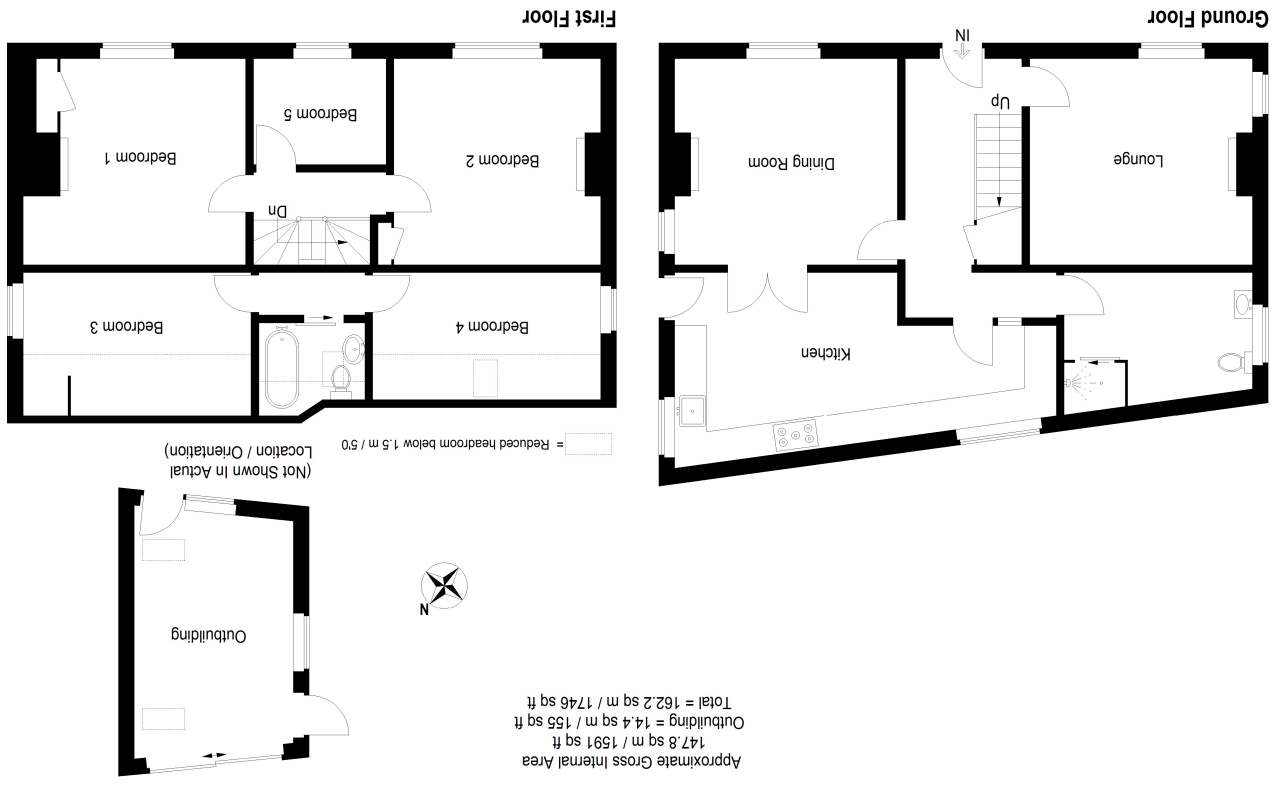 Approximate Gross Internal Area
147.8 sq m / 1591 sq ft
Outbuilding = 14.4 sq m / 155 sq ft
Total = 162.2 sq m / 1746 sq ft
Outbuilding
N
(Not Shown In Actual
Location / Orientation)
= Reduced headroom below 1.5 m / 5'0
Kitchen
Lounge
Dining Room
Up
IN
Ground Floor
Bedroom 4
Bedroom 3
Dn
Bedroom 2
Bedroom 1
Bedroom 5
First Floor